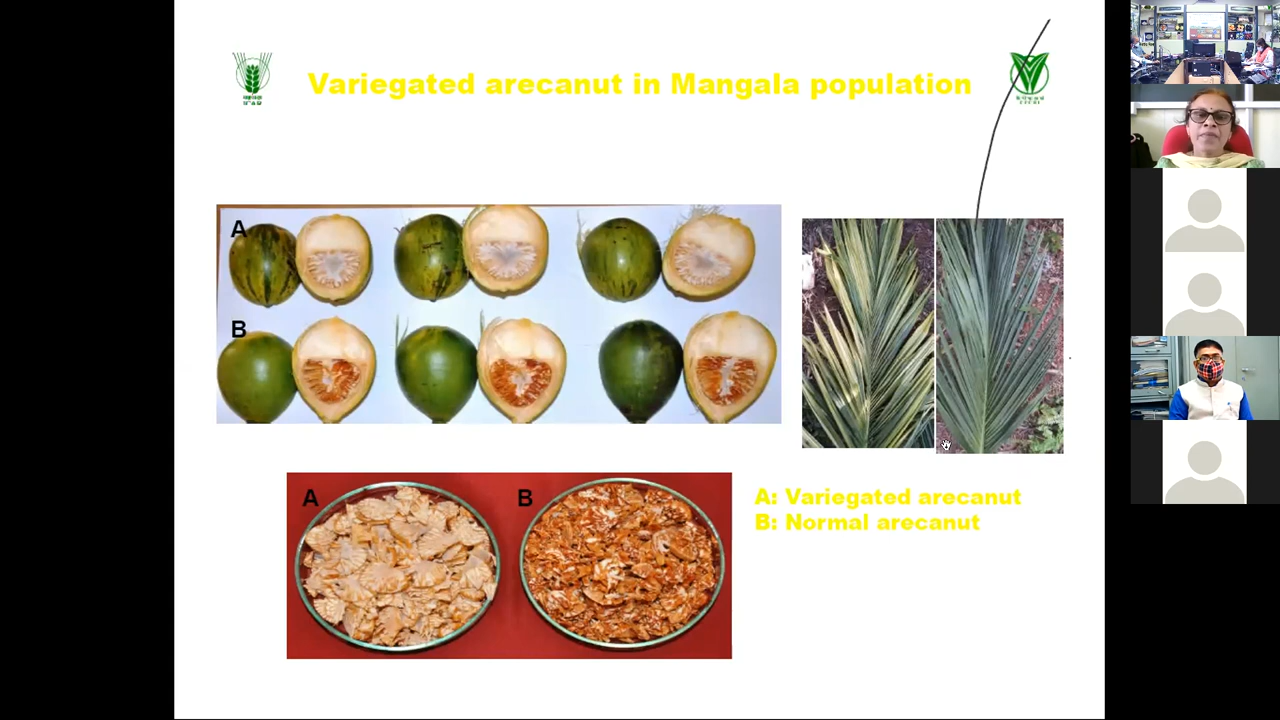 Variegated arecanut in Mangala population
A
B
A
B
A: Variegated arecanut
B: Normal arecanut